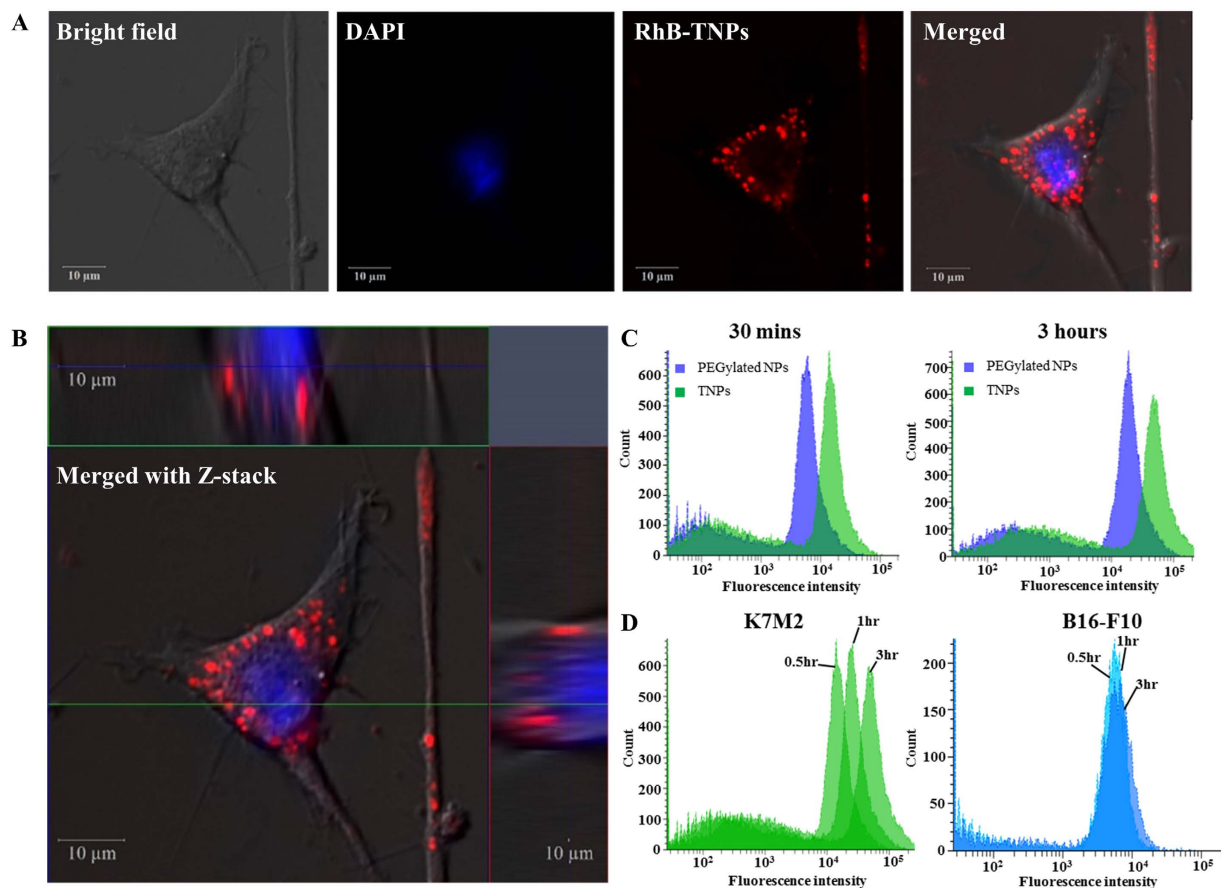 A
Bright field
10 µm
DAPI
10 µm
RhB-TNPs
10 µm
Merged
10 µm
B
10 µm
Merged with Z-stack
10 µm
10 µm
C
30 mins
PEGylated NPs
TNPs
Count
600
500
400
300
200
100
0
10²
10³
10⁴
10⁵
Fluorescence intensity
3 hours
PEGylated NPs
TNPs
Count
700
600
500
400
300
200
100
0
10²
10³
10⁴
10⁵
Fluorescence intensity
D
K7M2
0.5hr
1hr
3hr
Count
600
500
400
300
200
100
0
10²
10³
10⁴
10⁵
Fluorescence intensity
B16-F10
0.5hr
1hr
3hr
Count
200
150
100
50
0
10²
10³
10⁴
10⁵
Fluorescence intensity